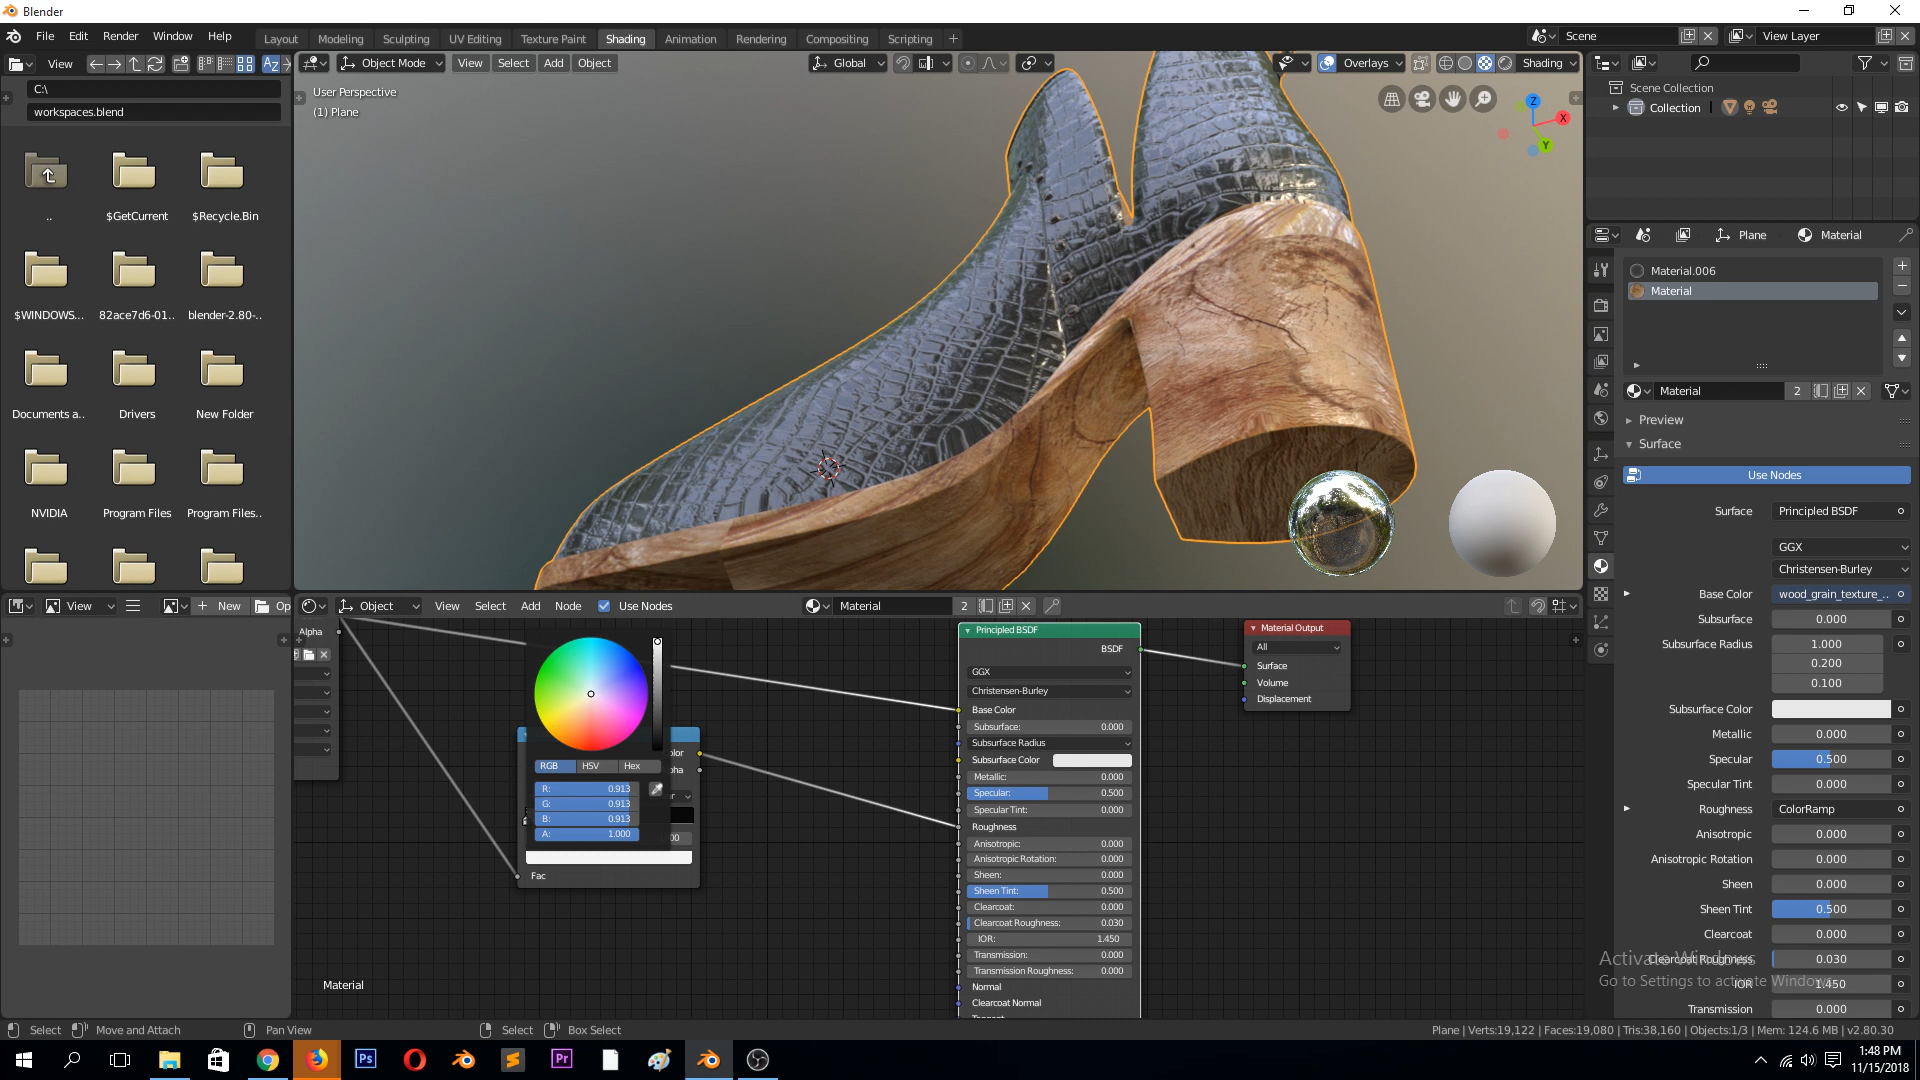 Blender
File Edit Render Window Help
Layout Modeling Sculpting UV Editing Texture Paint Shading Animation Rendering Compositing Scripting +
Scene
View Layer
View
C:\
workspaces.blend
..
$GetCurrent
$Recycle.Bin
$WINDOWS...
82ace7d6-01..
blender-2.80-..
Documents a..
Drivers
New Folder
NVIDIA
Program Files
Program Files..
Object Mode View Select Add Object
Global
Overlays
Shading
User Perspective
(1) Plane
Z
X
Y
Scene Collection
Collection
Plane
Material
Material.006
Material
Material 2
Preview
Surface
Use Nodes
Surface Principled BSDF
GGX
Christensen-Burley
Base Color wood_grain_texture_..
Subsurface 0.000
Subsurface Radius 1.000
0.200
0.100
Subsurface Color
Metallic 0.000
Specular 0.500
Specular Tint 0.000
Roughness ColorRamp
Anisotropic 0.000
Anisotropic Rotation 0.000
Sheen 0.000
Sheen Tint 0.500
Clearcoat 0.000
Clearcoat Roughness 0.030
IOR 1.450
Transmission 0.000
Activate Windows
Go to Settings to activate Windows.
View
New
Op
Object View Select Add Node Use Nodes
Material 2
Alpha
RGB HSV Hex
R: 0.913
G: 0.913
B: 0.913
A: 1.000
olor
pha
r
00
Fac
Principled BSDF
BSDF
GGX
Christensen-Burley
Base Color
Subsurface: 0.000
Subsurface Radius
Subsurface Color
Metallic: 0.000
Specular: 0.500
Specular Tint: 0.000
Roughness
Anisotropic: 0.000
Anisotropic Rotation: 0.000
Sheen: 0.000
Sheen Tint: 0.500
Clearcoat: 0.000
Clearcoat Roughness: 0.030
IOR: 1.450
Transmission: 0.000
Transmission Roughness: 0.000
Normal
Clearcoat Normal
Material Output
All
Surface
Volume
Displacement
Material
Select Move and Attach Pan View Select Box Select
Plane | Verts:19,122 | Faces:19,080 | Tris:38,160 | Objects:1/3 | Mem: 124.6 MB | v2.80.30
Ps
Pr
1:48 PM
11/15/2018